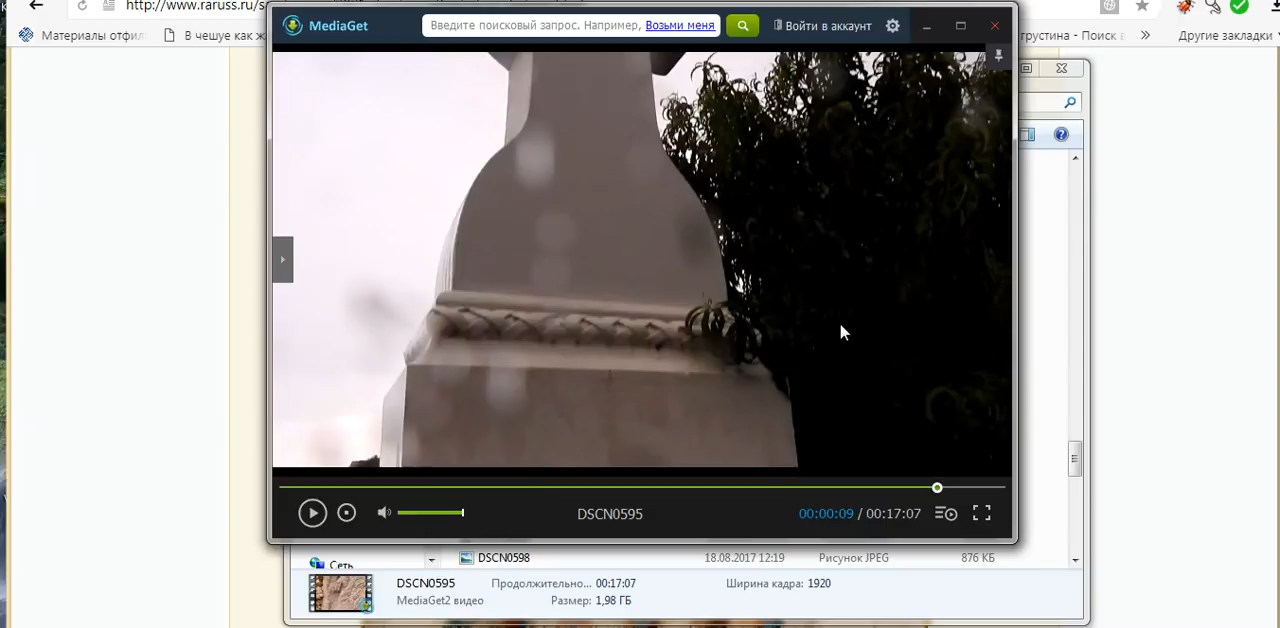 http://www.raruss.ru/s
Материалы отфил
В чешуе как ж
грустина - Поиск в
Другие закладки
MediaGet
Введите поисковый запрос. Например, Возьми меня
Войти в аккаунт
DSCN0595
00:00:09 / 00:17:07
Сеть
DSCN0598
18.08.2017 12:19
Рисунок JPEG
876 КБ
DSCN0595
Продолжительно... 00:17:07
Ширина кадра: 1920
MediaGet2 видео
Размер: 1,98 ГБ